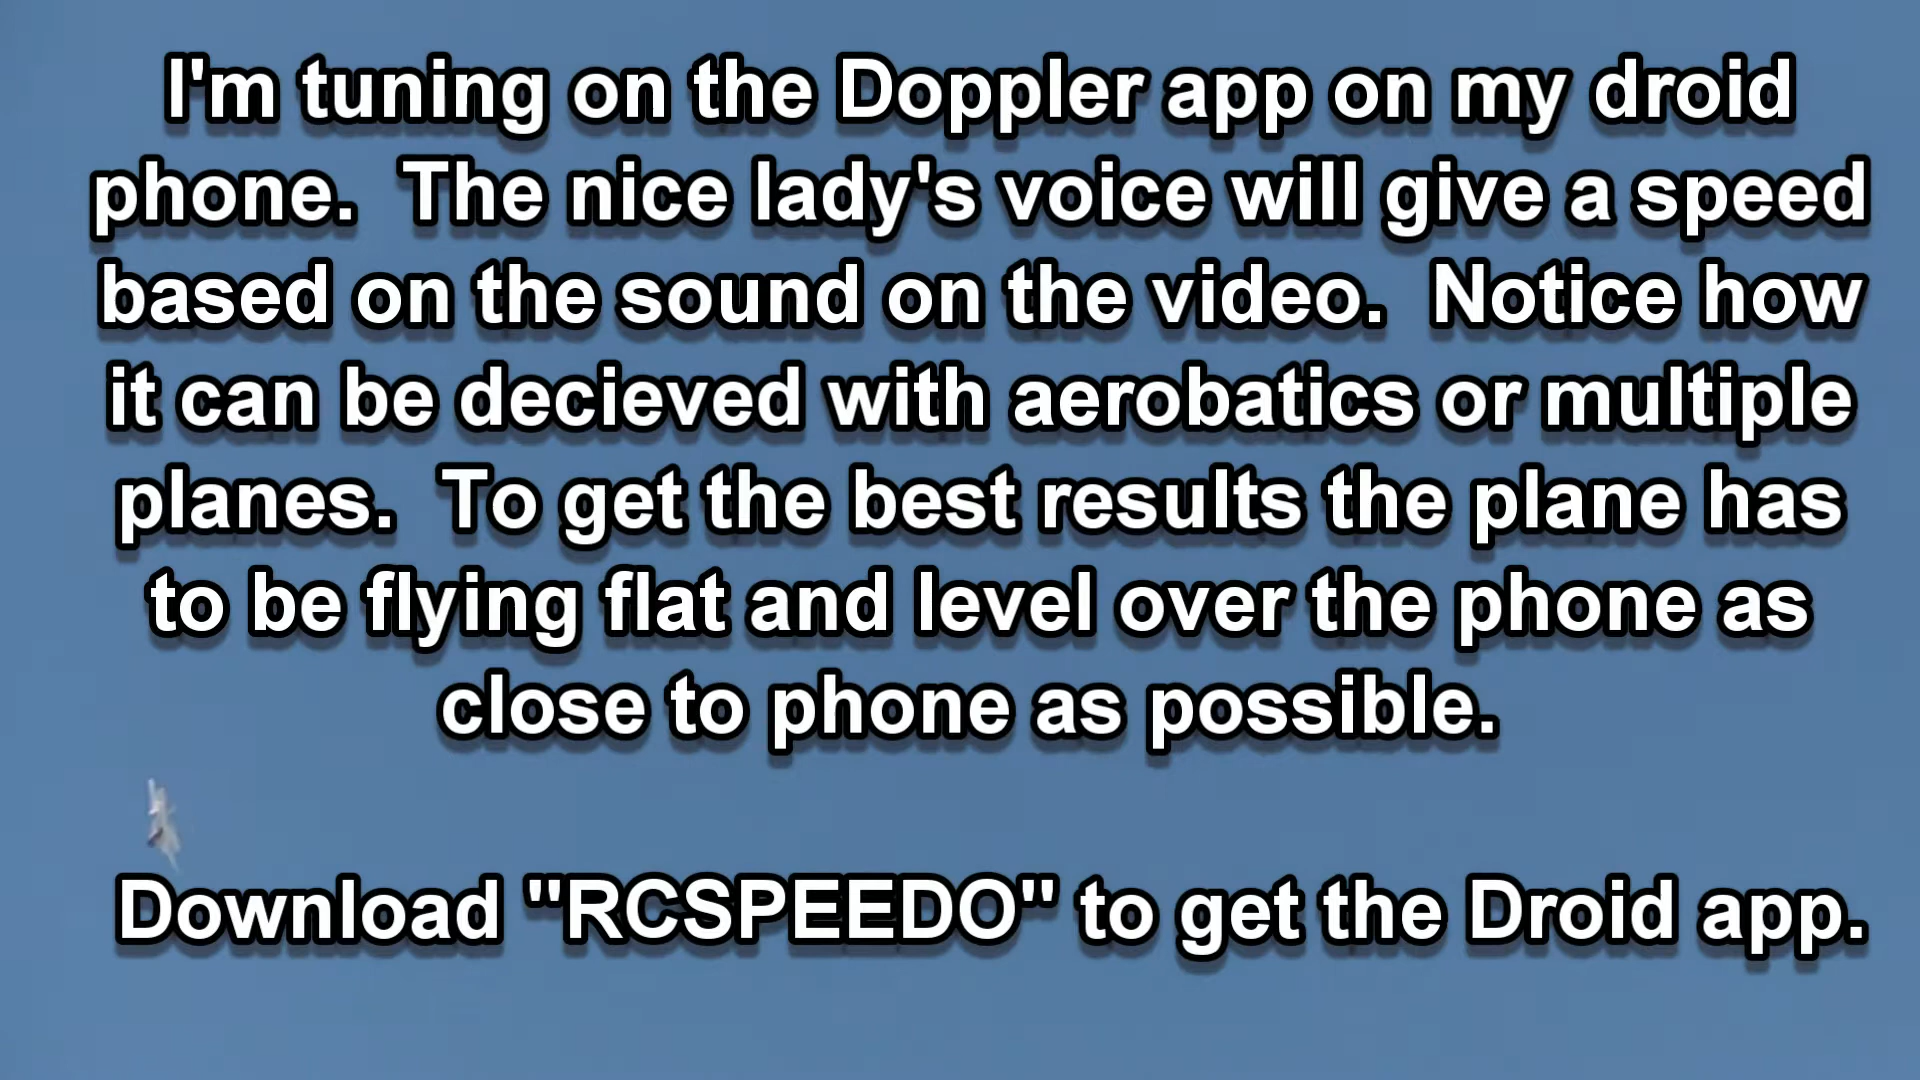 I'm tuning on the Doppler app on my droid
phone.  The nice lady's voice will give a speed
based on the sound on the video.  Notice how
it can be decieved with aerobatics or multiple
planes.  To get the best results the plane has
to be flying flat and level over the phone as
close to phone as possible.
Download "RCSPEEDO" to get the Droid app.